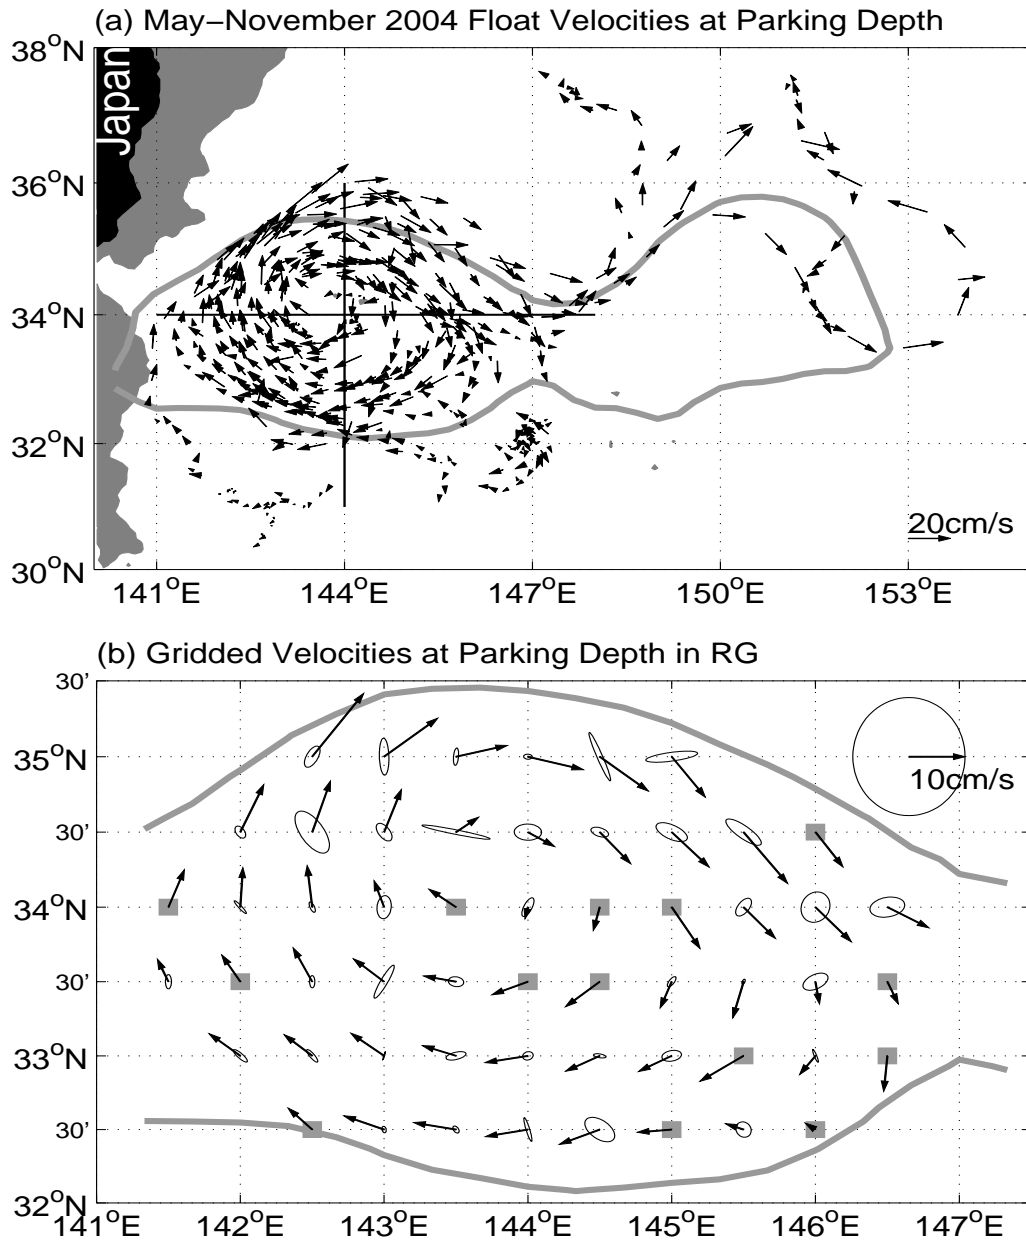 (a) May–November 2004 Float Velocities at Parking Depth
38°N
36°N
34°N
32°N
30°N
Japan
20cm/s
141°E 144°E 147°E 150°E 153°E
(b) Gridded Velocities at Parking Depth in RG
30'
35°N
30'
34°N
30'
33°N
30'
32°N
10cm/s
141°E 142°E 143°E 144°E 145°E 146°E 147°E